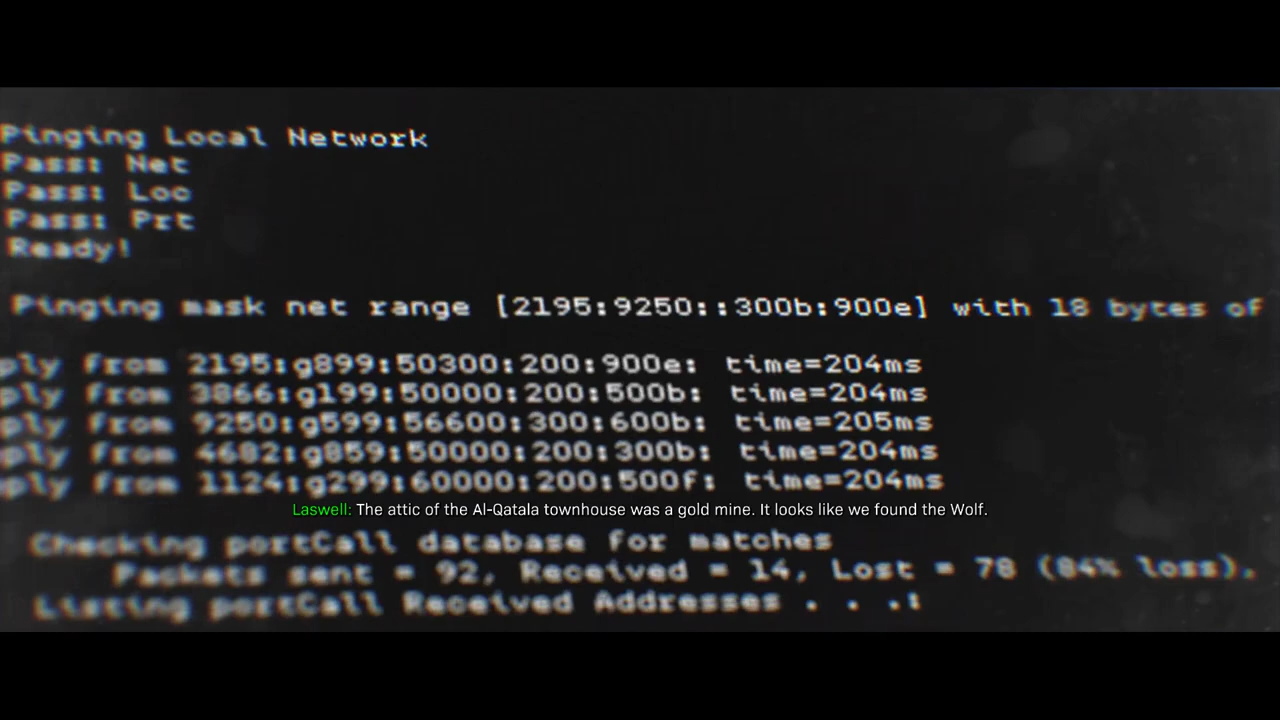 Pinging Local Network
Pass: Net
Pass: Loc
Pass: Prt
Ready!
Pinging mask net range [2195:9250::300b:900e] with 18 bytes of
ply from 2195:g899:50300:200:900e: time=204ms
ply from 3866:g199:50000:200:500b: time=204ms
ply from 9250:g599:56600:300:600b: time=205ms
ply from 4682:g859:50000:200:300b: time=204ms
ply from 1124:g299:60000:200:500f: time=204ms
Laswell: The attic of the Al-Qatala townhouse was a gold mine. It looks like we found the Wolf.
Checking portCall database for matches
Packets sent = 92, Received = 14, Lost = 78 (84% loss),
Listing portCall Received Addresses . . .: